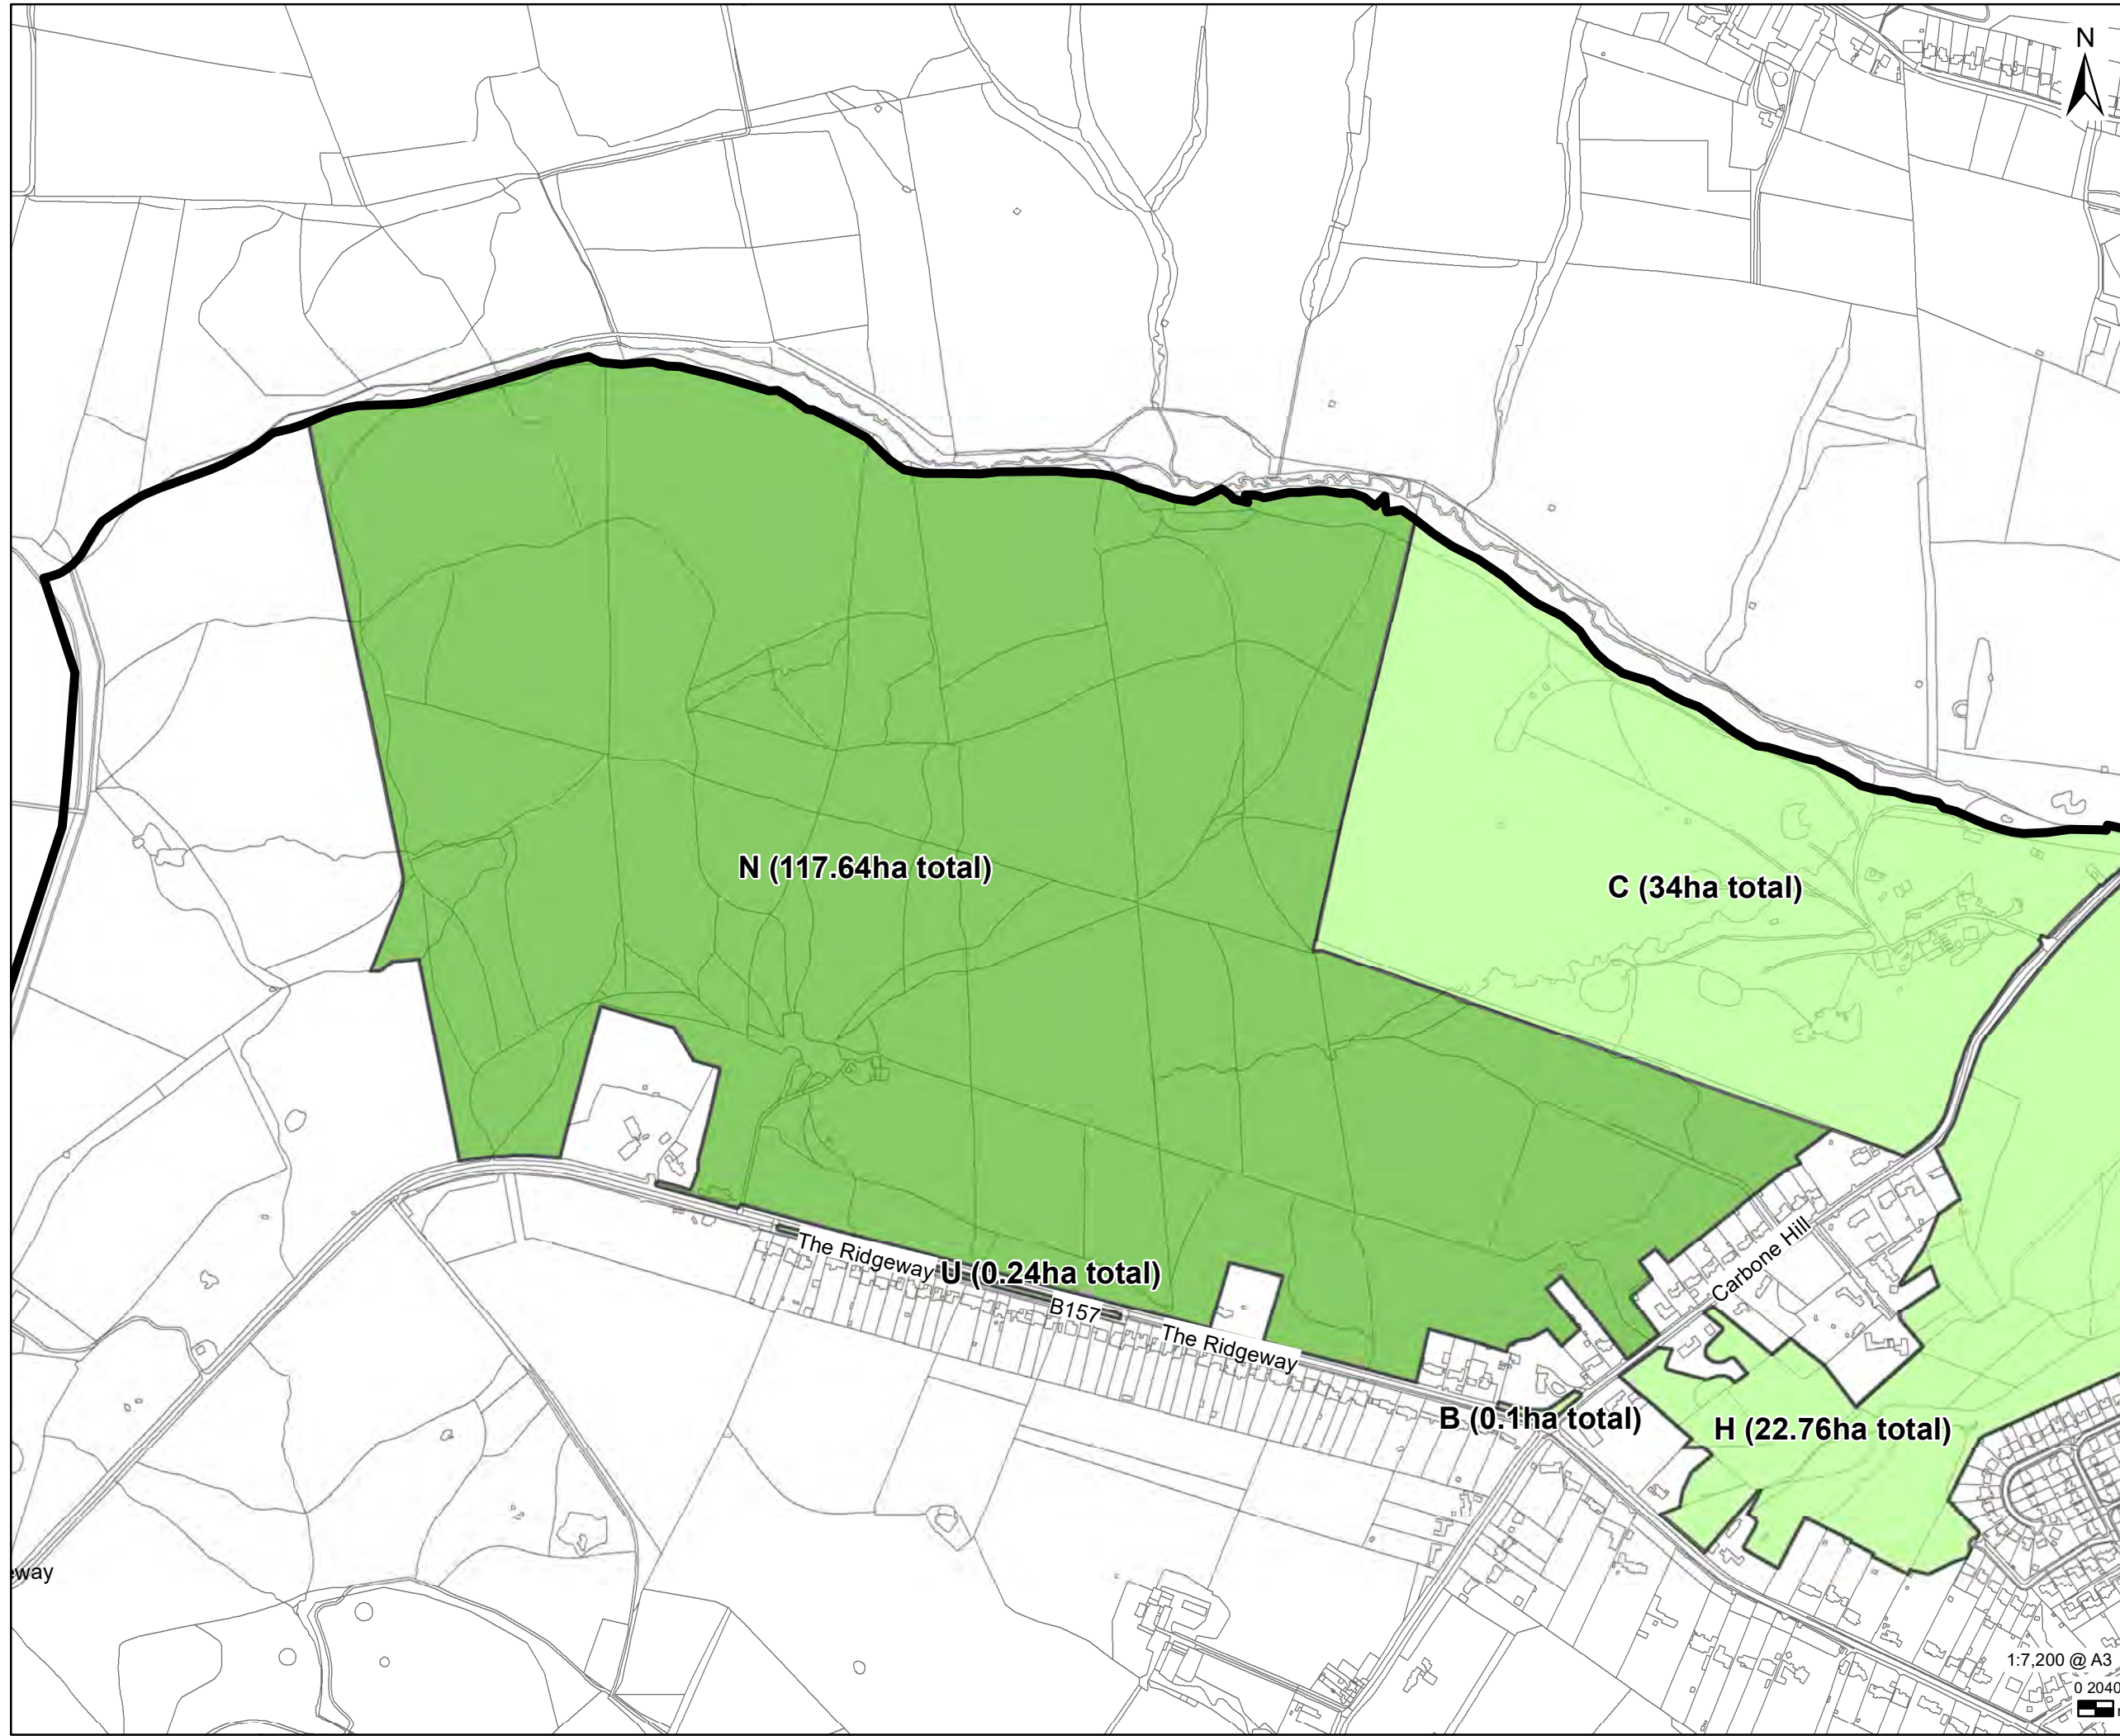 N
N (117.64ha total)
C (34ha total)
Carbone Hill
The Ridgeway
U (0.24ha total)
B157
The Ridgeway
B (0.1ha total)
H (22.76ha total)
way
1:7,200 @ A3
0 2040